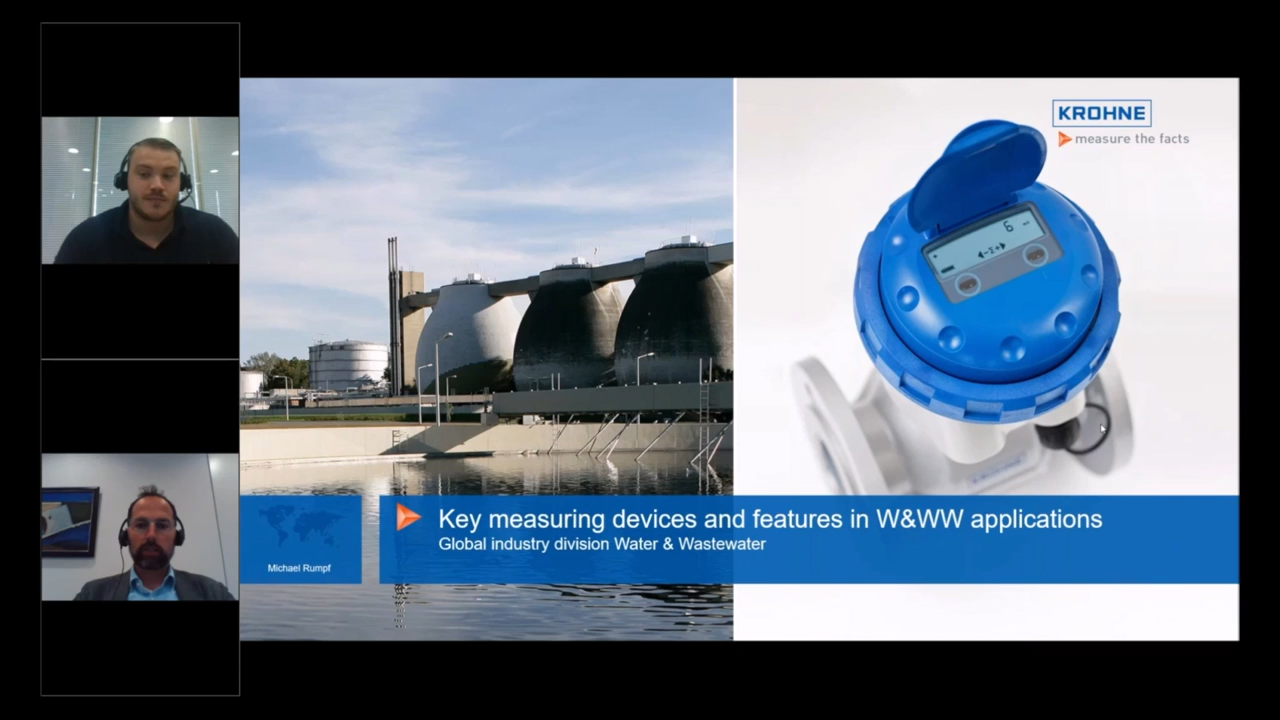 KROHNE
measure the facts
6
Key measuring devices and features in W&WW applications
Global industry division Water & Wastewater
Michael Rumpf